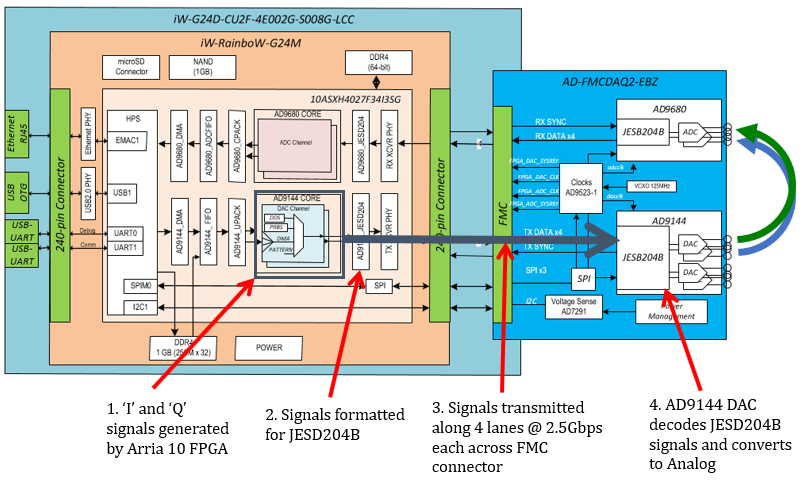 iW-G24D-CU2F-4E002G-S008G-LCC
iW-RainboW-G24M
microSD
Connector
NAND
(1GB)
DDR4
(64-bit)
10ASXH4027F34I3SG
AD-FMCDAQ2-EBZ
Ethernet
RJ45
USB
OTG
USB-
UART
USB-
UART
240-pin Connector
Ethernet PHY
USB2.0 PHY
Debug
Comm
HPS
EMAC1
USB1
UART0
UART1
SPIM0
I2C1
AD9680_DMA
AD9680_ADCFIFO
AD9680_CPACK
AD9680 CORE
ADC Channel
AD9680_JESD204
RX.XCVR PHY
AD9144_DMA
AD9144_FIFO
AD9144_UPACK
AD9144 CORE
DAC Channel
DDS
PRBS
DMA
PATTERN
AD9144_JESD204
TX_XCVR PHY
SPI
DDR4
1 GB (256M x 32)
POWER
240-pin Connector
FMC
RX SYNC
RX DATA x4
FPGA_DAC_SYSREF
FPGA_DAC_CLK
FPGA_ADC_CLK
FPGA_ADC_SYSREF
TX DATA x4
TX SYNC
SPI x3
I2C
AD9680
JESD204B
ADC
Clocks
AD9523-1
adcclk
VCXO 125MHz
dacclk
AD9144
JESD204B
DAC
DAC
SPI
Voltage Sense
AD7291
Power
Management
1. ‘I’ and ‘Q’
signals generated
by Arria 10 FPGA
2. Signals formatted
for JESD204B
3. Signals transmitted
along 4 lanes @ 2.5Gbps
each across FMC
connector
4. AD9144 DAC
decodes JESD204B
signals and converts
to Analog